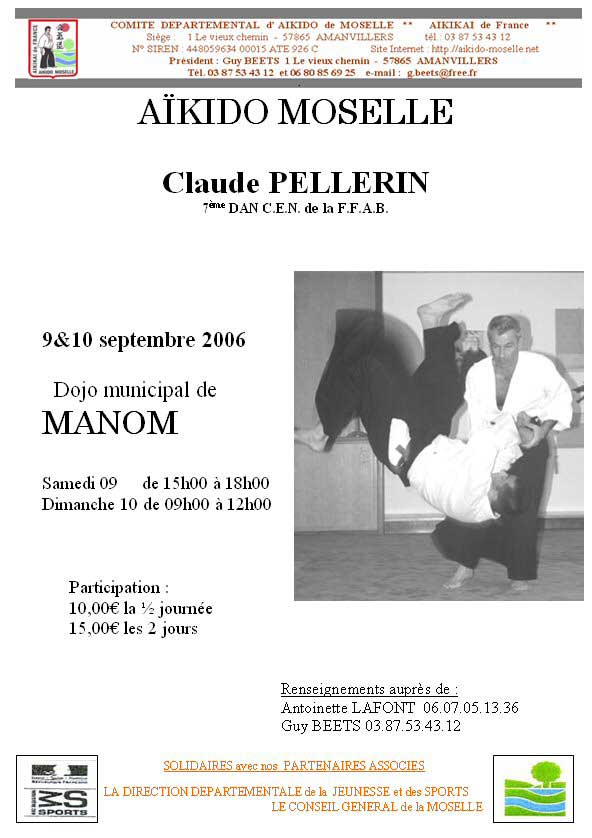 COMITE DEPARTEMENTAL d' AIKIDO de MOSELLE ** AIKIKAI de France **
Siège : 1 Le vieux chemin - 57865 AMANVILLERS tél : 03 87 53 43 12
N° SIREN : 448059634 00015 ATE 926 C Site Internet : http://aikido-moselle.net
Président : Guy BEETS 1 Le vieux chemin - 57865 AMANVILLERS
Tél. 03 87 53 43 12 et 06 80 85 69 25 e-mail : g.beets@free.fr
AIKIDO MOSELLE
AÏKIDO MOSELLE
Claude PELLERIN
7ème DAN C.E.N. de la F.F.A.B.
9&10 septembre 2006
Dojo municipal de
MANOM
Samedi 09 de 15h00 à 18h00
Dimanche 10 de 09h00 à 12h00
Participation :
10,00€ la ½ journée
15,00€ les 2 jours
Renseignements auprès de :
Antoinette LAFONT 06.07.05.13.36
Guy BEETS 03.87.53.43.12
SOLIDAIRES avec nos PARTENAIRES ASSOCIES
LA DIRECTION DEPARTEMENTALE de la JEUNESSE et des SPORTS
LE CONSEIL GENERAL de la MOSELLE
SPORTS